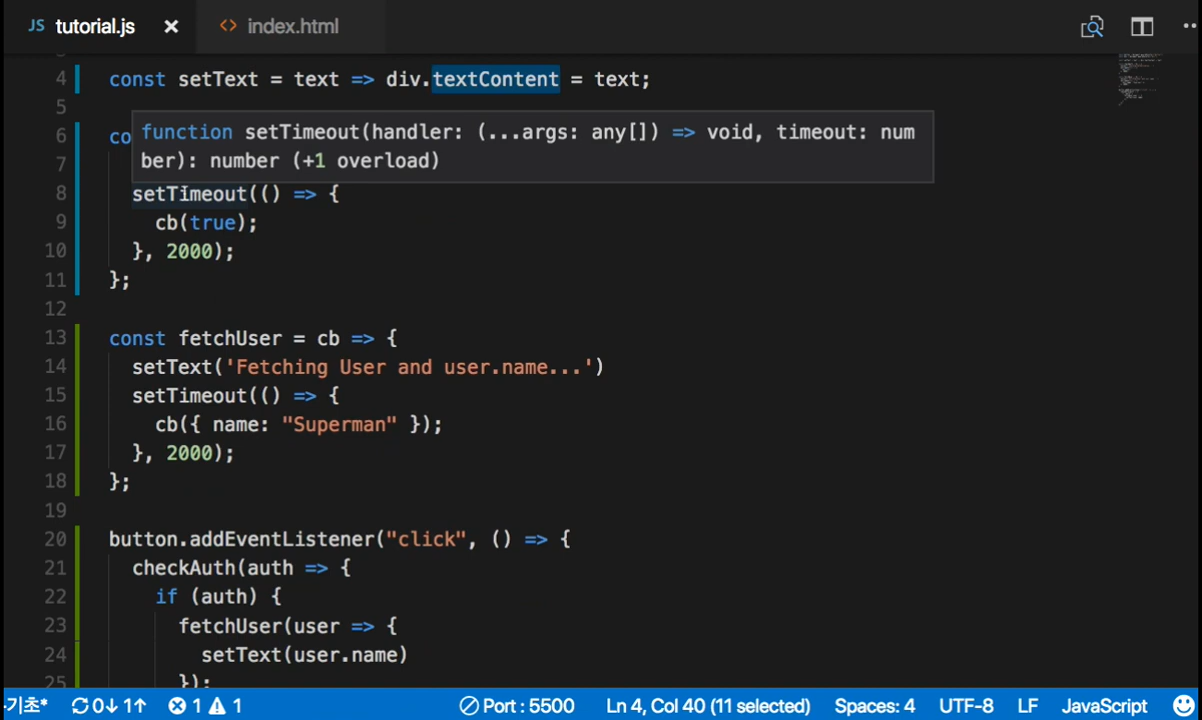 JS tutorial.js × <> index.html
4 const setText = text => div.textContent = text;
5
6 co
function setTimeout(handler: (...args: any[]) => void, timeout: num
ber): number (+1 overload)
7
8 setTimeout(() => {
9 cb(true);
10 }, 2000);
11 };
12
13 const fetchUser = cb => {
14 setText('Fetching User and user.name...')
15 setTimeout(() => {
16 cb({ name: "Superman" });
17 }, 2000);
18 };
19
20 button.addEventListener("click", () => {
21 checkAuth(auth => {
22 if (auth) {
23 fetchUser(user => {
24 setText(user.name)
25 });
-기초* 0↓ 1↑ 1 1 Port : 5500 Ln 4, Col 40 (11 selected) Spaces: 4 UTF-8 LF JavaScript